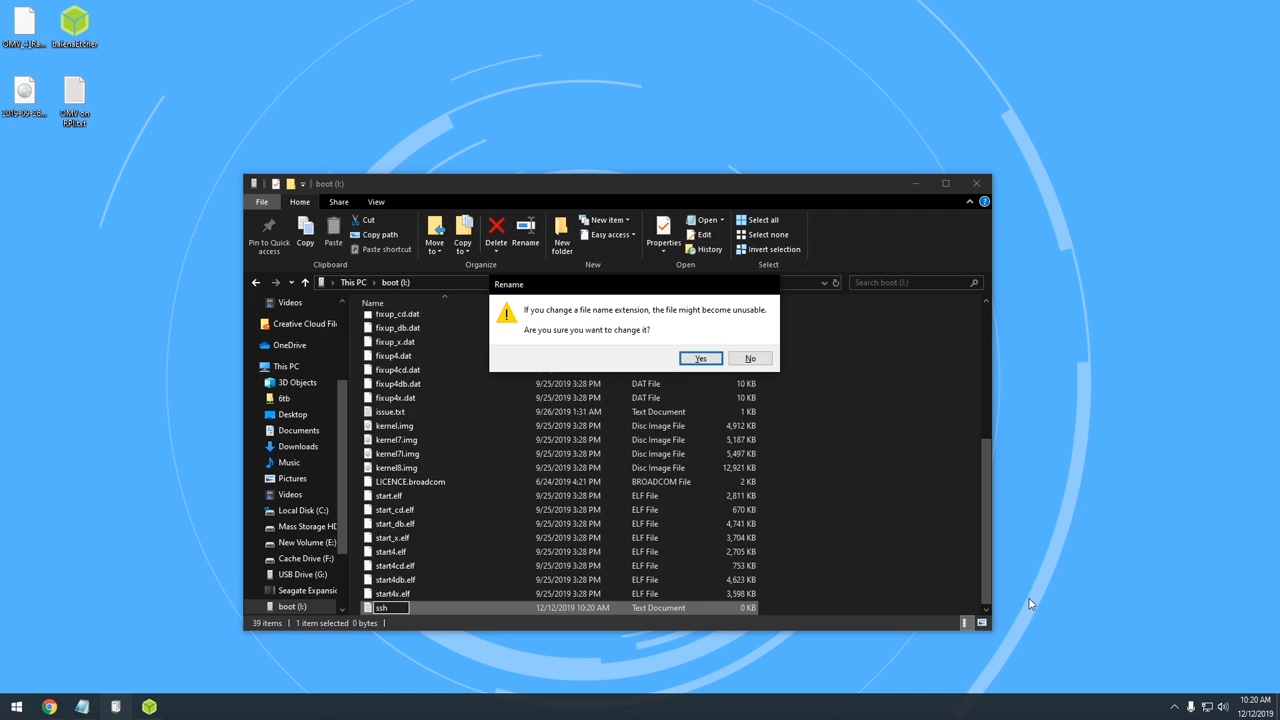 OMV_4_Ra...
balenaEtcher
2019-09-26...
OMV on
RPi.txt
boot (I:)
File
Home
Share
View
Pin to Quick
access
Copy
Paste
Cut
Copy path
Paste shortcut
Clipboard
Move
to
Copy
to
Delete
Rename
Organize
New
folder
New item
Easy access
New
Properties
Open
Edit
History
Open
Select all
Select none
Invert selection
Select
This PC
boot (I:)
Search boot (I:)
Videos
Creative Cloud File
OneDrive
This PC
3D Objects
6tb
Desktop
Documents
Downloads
Music
Pictures
Videos
Local Disk (C:)
Mass Storage HD
New Volume (E:)
Cache Drive (F:)
USB Drive (G:)
Seagate Expansio
boot (I:)
Name
fixup_cd.dat
fixup_db.dat
fixup_x.dat
fixup4.dat
fixup4cd.dat
fixup4db.dat 9/25/2019 3:28 PM DAT File 10 KB
fixup4x.dat 9/25/2019 3:28 PM DAT File 10 KB
issue.txt 9/26/2019 1:31 AM Text Document 1 KB
kernel.img 9/25/2019 3:28 PM Disc Image File 4,912 KB
kernel7.img 9/25/2019 3:28 PM Disc Image File 5,187 KB
kernel7l.img 9/25/2019 3:28 PM Disc Image File 5,497 KB
kernel8.img 9/25/2019 3:28 PM Disc Image File 12,921 KB
LICENCE.broadcom 6/24/2019 4:21 PM BROADCOM File 2 KB
start.elf 9/25/2019 3:28 PM ELF File 2,811 KB
start_cd.elf 9/25/2019 3:28 PM ELF File 670 KB
start_db.elf 9/25/2019 3:28 PM ELF File 4,741 KB
start_x.elf 9/25/2019 3:28 PM ELF File 3,704 KB
start4.elf 9/25/2019 3:28 PM ELF File 2,705 KB
start4cd.elf 9/25/2019 3:28 PM ELF File 753 KB
start4db.elf 9/25/2019 3:28 PM ELF File 4,623 KB
start4x.elf 9/25/2019 3:28 PM ELF File 3,598 KB
ssh 12/12/2019 10:20 AM Text Document 0 KB
Rename
If you change a file name extension, the file might become unusable.
Are you sure you want to change it?
Yes
No
39 items
1 item selected 0 bytes
10:20 AM
12/12/2019